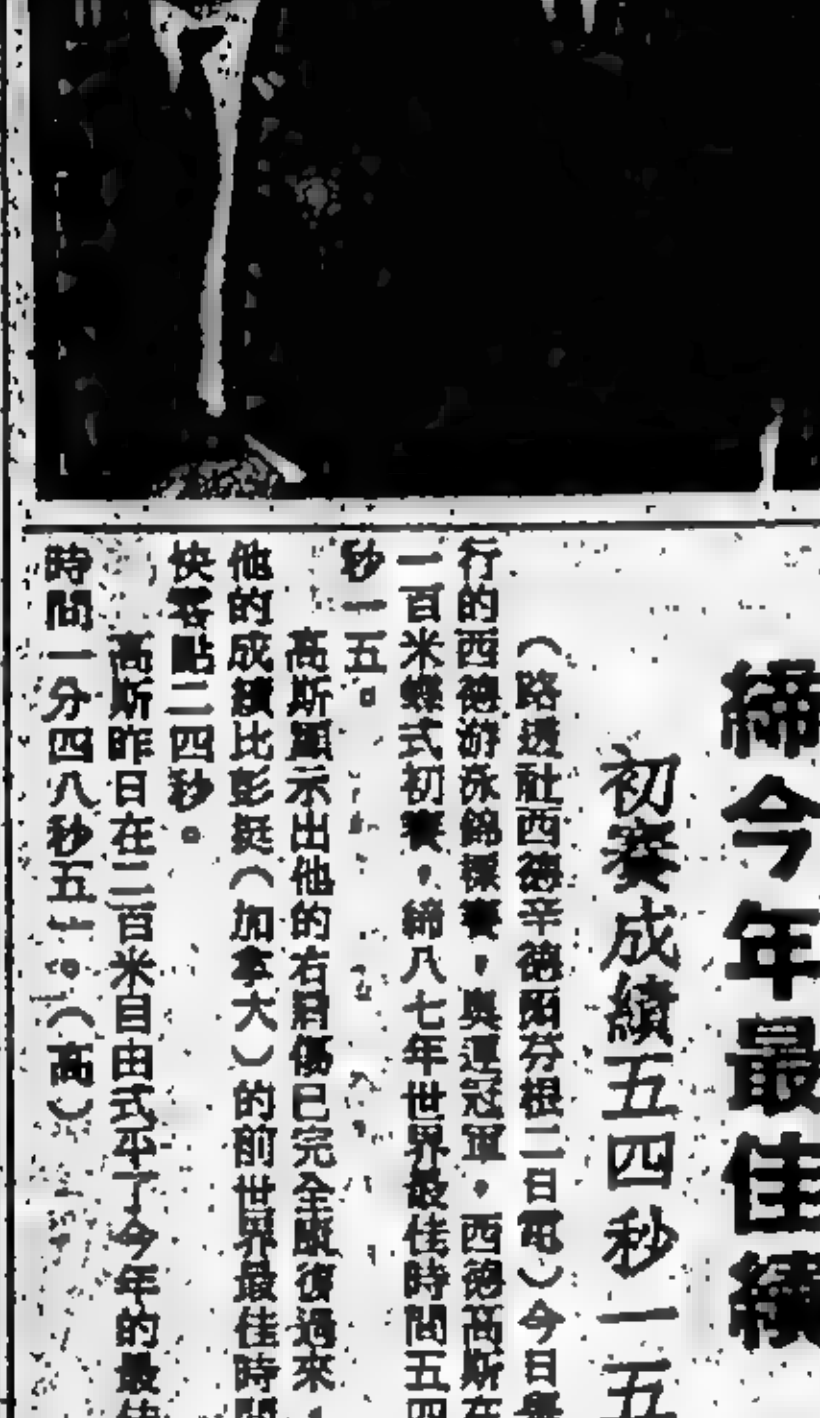 締今年最佳績
初賽成績五四秒一五
（路透社西德辛德芬根二日電）今日舉
行的西德游泳錦標賽，奧運冠軍，西德高斯在
一百米蝶式初賽，締八七年世界最佳時間五四
秒一五。
高斯顯示出他的右肩傷已完全康復過來，
他的成績比彭挺（加拿大）的前世界最佳時間
快零點二四秒。
高斯昨日在二百米自由式平了今年的最佳
時間一分四八秒五一。（高）